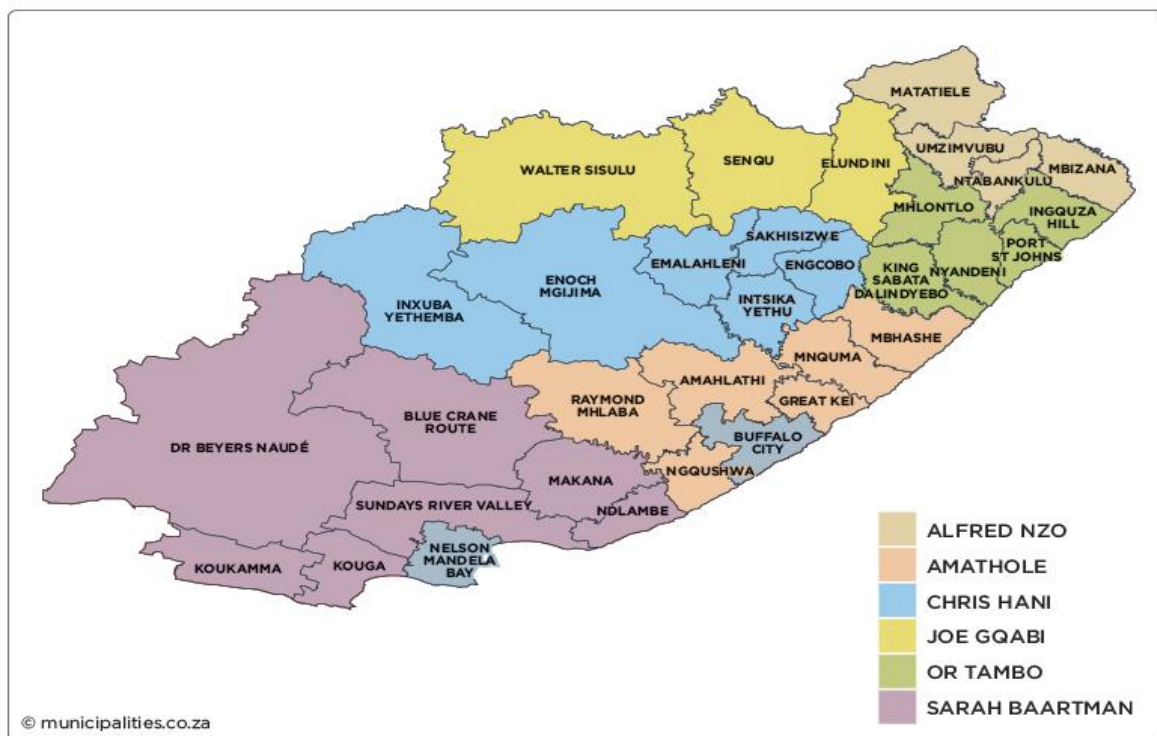 MATATIELE
UMZIMVUBU
MBIZANA
NTABANKULU
WALTER SISULU
SENQU
ELUNDINI
MHLONTLO
INGQUZA
HILL
PORT
ST JOHNS
NYANDENI
KING
SABATA
DALINDYEBO
SAKHISIZWE
EMALAHLENI
ENGCOBO
ENOCH
MGIJIMA
INTSIKA
YETHU
INXUBA
YETHEMBA
MBHASHE
MNQUMA
AMAHLATHI
GREAT KEI
RAYMOND
MHLABA
BLUE CRANE
ROUTE
BUFFALO
CITY
DR BEYERS NAUDÉ
NGQUSHWA
MAKANA
SUNDAYS RIVER VALLEY
NDLAMBE
NELSON
MANDELA
BAY
KOUKAMMA
KOUGA
ALFRED NZO
AMATHOLE
CHRIS HANI
JOE GQABI
OR TAMBO
SARAH BAARTMAN
© municipalities.co.za